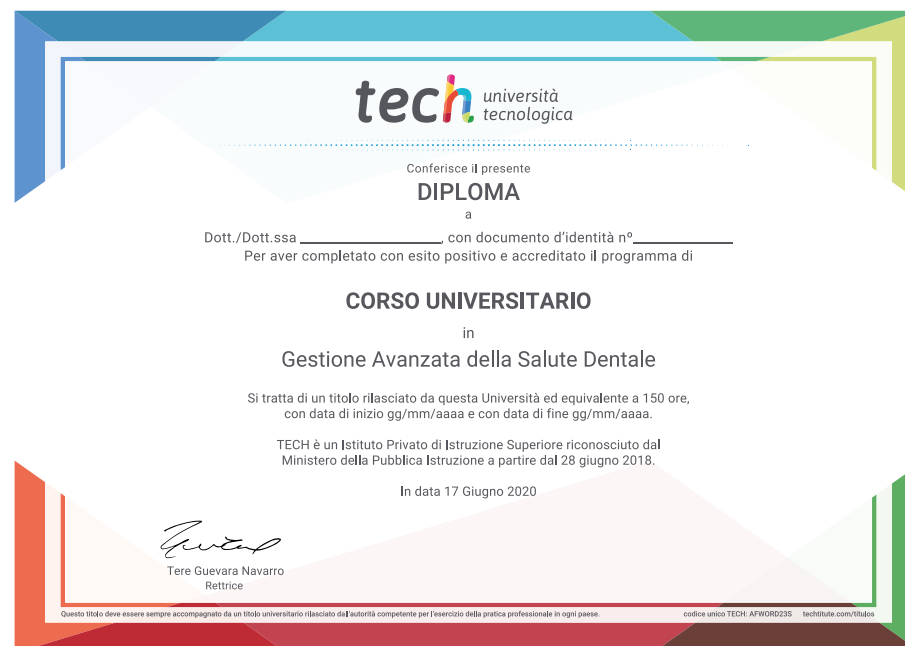 tech università
tecnologica
Conferisce il presente
DIPLOMA
a
Dott./Dott.ssa ____________________, con documento d'identità nº______________
Per aver completato con esito positivo e accreditato il programma di
CORSO UNIVERSITARIO
in
Gestione Avanzata della Salute Dentale
Si tratta di un titolo rilasciato da questa Università ed equivalente a 150 ore,
con data di inizio gg/mm/aaaa e con data di fine gg/mm/aaaa.
TECH è un Istituto Privato di Istruzione Superiore riconosciuto dal
Ministero della Pubblica Istruzione a partire dal 28 giugno 2018.
In data 17 Giugno 2020
Tere Guevara Navarro
Rettrice
Questo titolo deve essere sempre accompagnato da un titolo universitario rilasciato dall'autorità competente per l'esercizio della pratica professionale in ogni paese. codice unico TECH: AFWORD23S techtitute.com/titulos